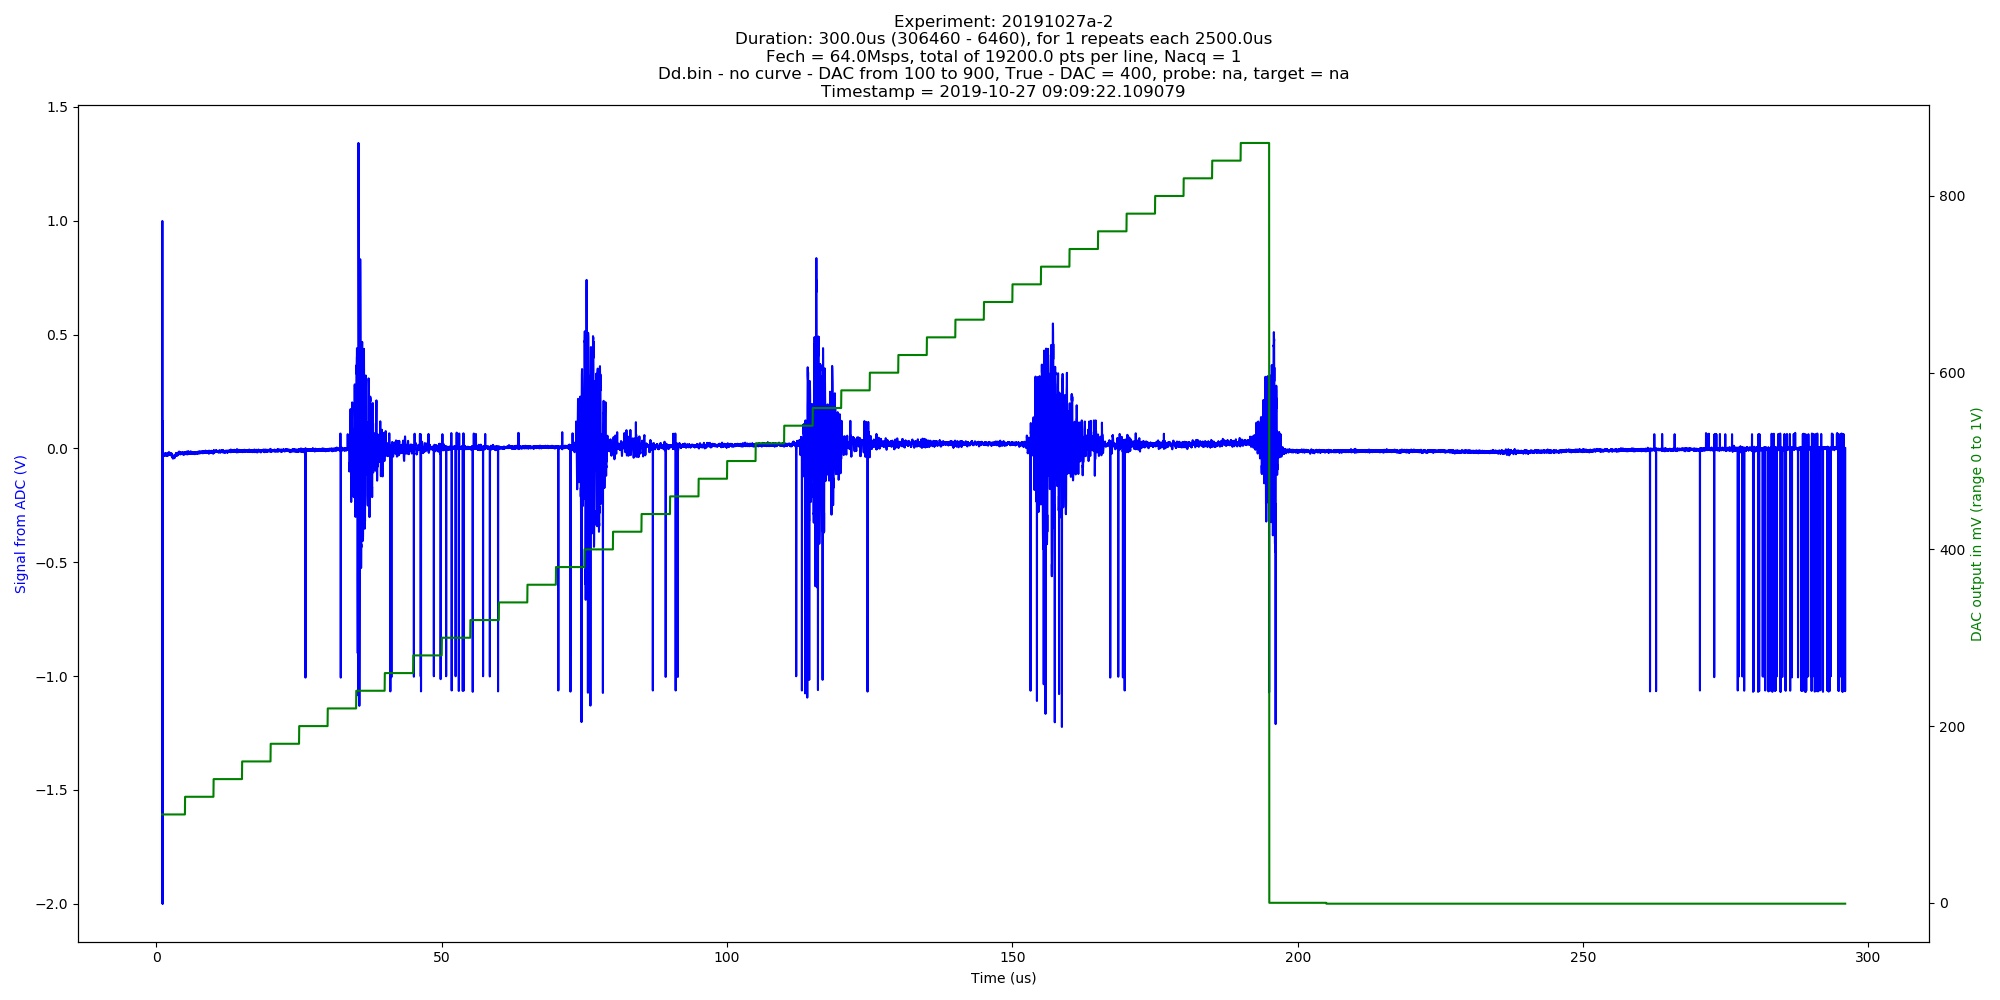 Experiment: 20191027a-2
Duration: 300.0us (306460 - 6460), for 1 repeats each 2500.0us
Fech = 64.0Msps, total of 19200.0 pts per line, Nacq = 1
Dd.bin - no curve - DAC from 100 to 900, True - DAC = 400, probe: na, target = na
Timestamp = 2019-10-27 09:09:22.109079
Signal from ADC (V)
1.5
1.0
0.5
0.0
−0.5
−1.0
−1.5
−2.0
0
50
100
150
200
250
300
Time (us)
800
600
400
200
0
DAC output in mV (range 0 to 1V)